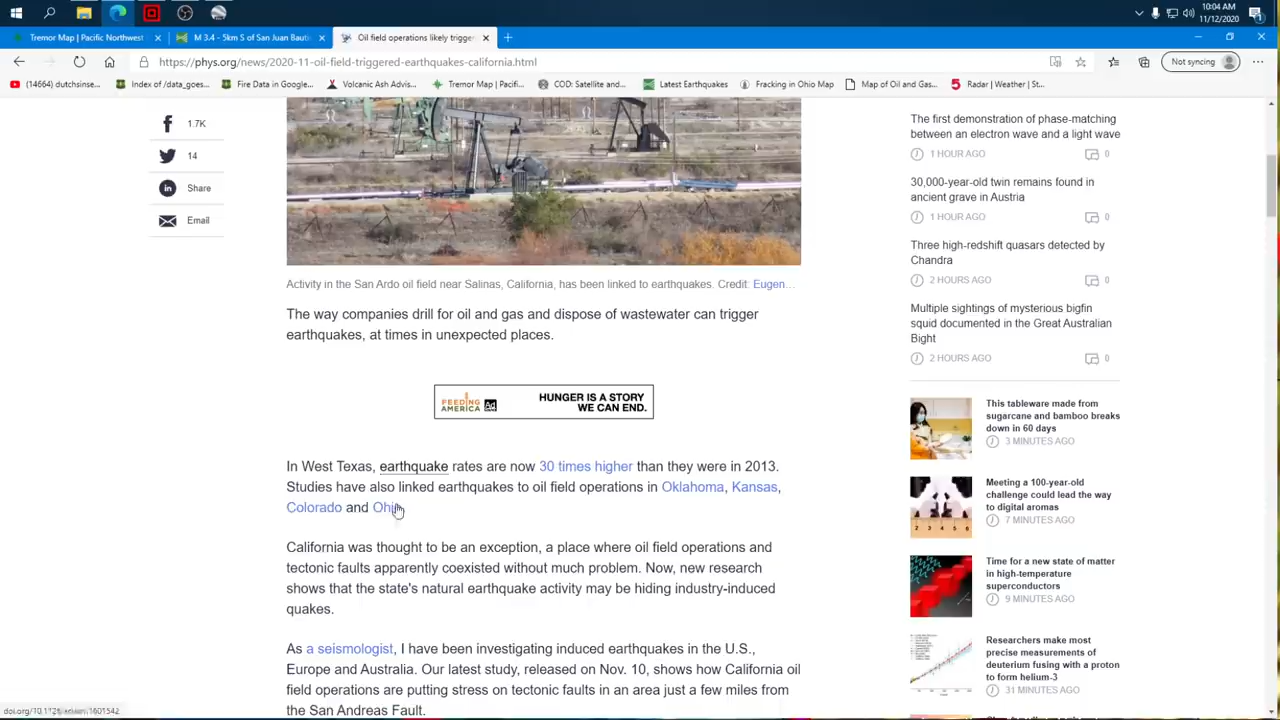 10:04 AM
11/12/2020
Tremor Map | Pacific Northwest
M 3.4 - 5km S of San Juan Bauti
Oil field operations likely trigger
https://phys.org/news/2020-11-oil-field-triggered-earthquakes-california.html
Not syncing
(14664) dutchsinse...
Index of /data_goes...
Fire Data in Google...
Volcanic Ash Advis...
Tremor Map | Pacifi...
COD: Satellite and...
Latest Earthquakes
Fracking in Ohio Map
Map of Oil and Gas...
Radar | Weather | St...
1.7K
14
Share
Email
Activity in the San Ardo oil field near Salinas, California, has been linked to earthquakes. Credit: Eugen...
The way companies drill for oil and gas and dispose of wastewater can trigger
earthquakes, at times in unexpected places.
FEEDING
AMERICA
Ad
HUNGER IS A STORY
WE CAN END.
In West Texas, earthquake rates are now 30 times higher than they were in 2013.
Studies have also linked earthquakes to oil field operations in Oklahoma, Kansas,
Colorado and Ohio
California was thought to be an exception, a place where oil field operations and
tectonic faults apparently coexisted without much problem. Now, new research
shows that the state's natural earthquake activity may be hiding industry-induced
quakes.
As a seismologist, I have been investigating induced earthquakes in the U.S.,
Europe and Australia. Our latest study, released on Nov. 10, shows how California oil
field operations are putting stress on tectonic faults in an area just a few miles from
the San Andreas Fault.
The first demonstration of phase-matching
between an electron wave and a light wave
1 HOUR AGO
0
30,000-year-old twin remains found in
ancient grave in Austria
1 HOUR AGO
0
Three high-redshift quasars detected by
Chandra
2 HOURS AGO
0
Multiple sightings of mysterious bigfin
squid documented in the Great Australian
Bight
2 HOURS AGO
0
This tableware made from
sugarcane and bamboo breaks
down in 60 days
3 MINUTES AGO
Meeting a 100-year-old
challenge could lead the way
to digital aromas
7 MINUTES AGO
Time for a new state of matter
in high-temperature
superconductors
9 MINUTES AGO
Researchers make most
precise measurements of
deuterium fusing with a proton
to form helium-3
31 MINUTES AGO